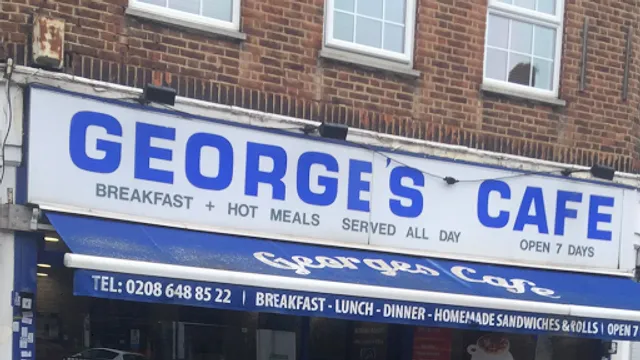 GEORGE'S CAFE
BREAKFAST + HOT MEALS SERVED ALL DAY OPEN 7 DAYS
Georges Cafe
TEL: 0208 648 85 22 | BREAKFAST - LUNCH - DINNER - HOMEMADE SANDWICHES & ROLLS | OPEN 7